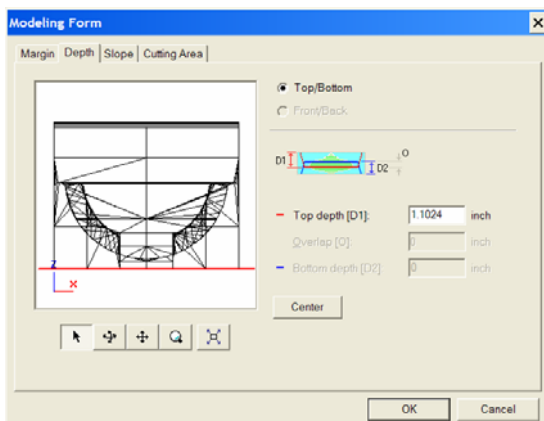 Modeling Form
Margin Depth Slope Cutting Area
Top/Bottom
Front/Back
D1 O
D2
Top depth [D1]: 1.1024 inch
Overlap [O]: 0 inch
Bottom depth [D2]: 0 inch
Z
X
Center
OK Cancel